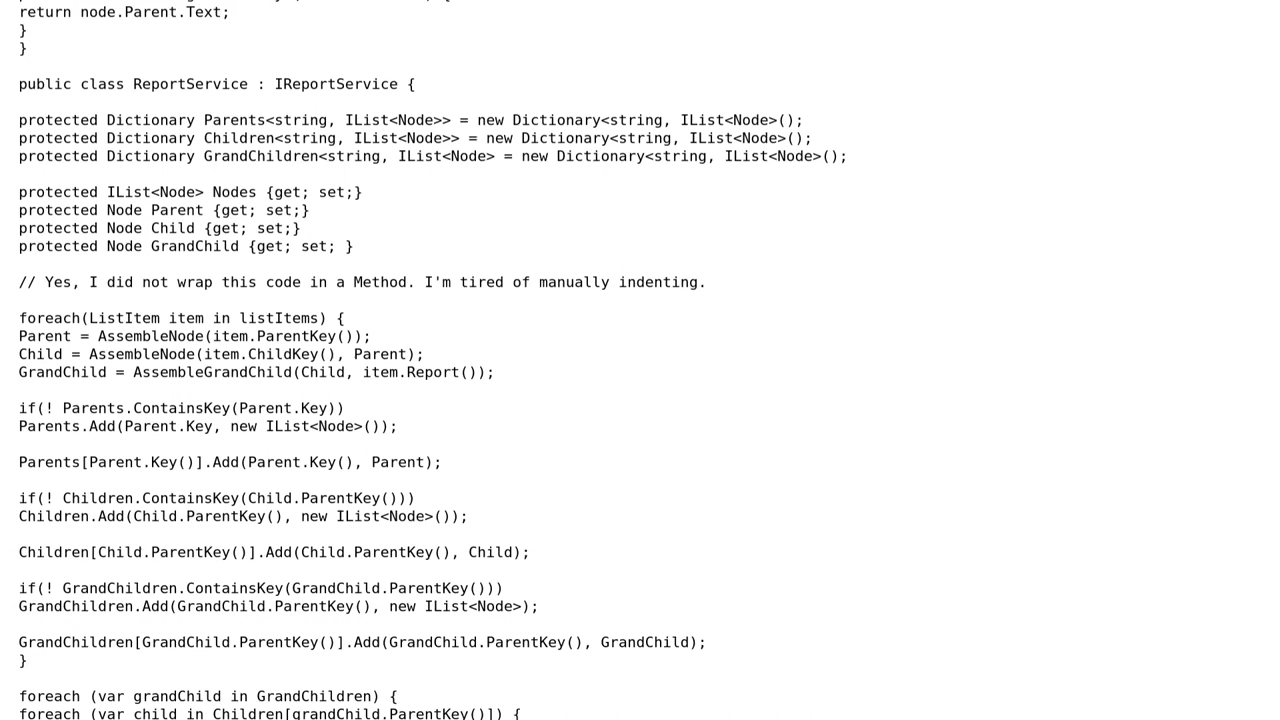 return node.Parent.Text;
}
}
public class ReportService : IReportService {
protected Dictionary Parents<string, IList<Node>> = new Dictionary<string, IList<Node>();
protected Dictionary Children<string, IList<Node>> = new Dictionary<string, IList<Node>();
protected Dictionary GrandChildren<string, IList<Node> = new Dictionary<string, IList<Node>();
protected IList<Node> Nodes {get; set;}
protected Node Parent {get; set;}
protected Node Child {get; set;}
protected Node GrandChild {get; set; }
// Yes, I did not wrap this code in a Method. I'm tired of manually indenting.
foreach(ListItem item in listItems) {
Parent = AssembleNode(item.ParentKey());
Child = AssembleNode(item.ChildKey(), Parent);
GrandChild = AssembleGrandChild(Child, item.Report());
if(! Parents.ContainsKey(Parent.Key))
Parents.Add(Parent.Key, new IList<Node>());
Parents[Parent.Key()].Add(Parent.Key(), Parent);
if(! Children.ContainsKey(Child.ParentKey()))
Children.Add(Child.ParentKey(), new IList<Node>());
Children[Child.ParentKey()].Add(Child.ParentKey(), Child);
if(! GrandChildren.ContainsKey(GrandChild.ParentKey()))
GrandChildren.Add(GrandChild.ParentKey(), new IList<Node>);
GrandChildren[GrandChild.ParentKey()].Add(GrandChild.ParentKey(), GrandChild);
}
foreach (var grandChild in GrandChildren) {
foreach (var child in Children[grandChild.ParentKey()]) {